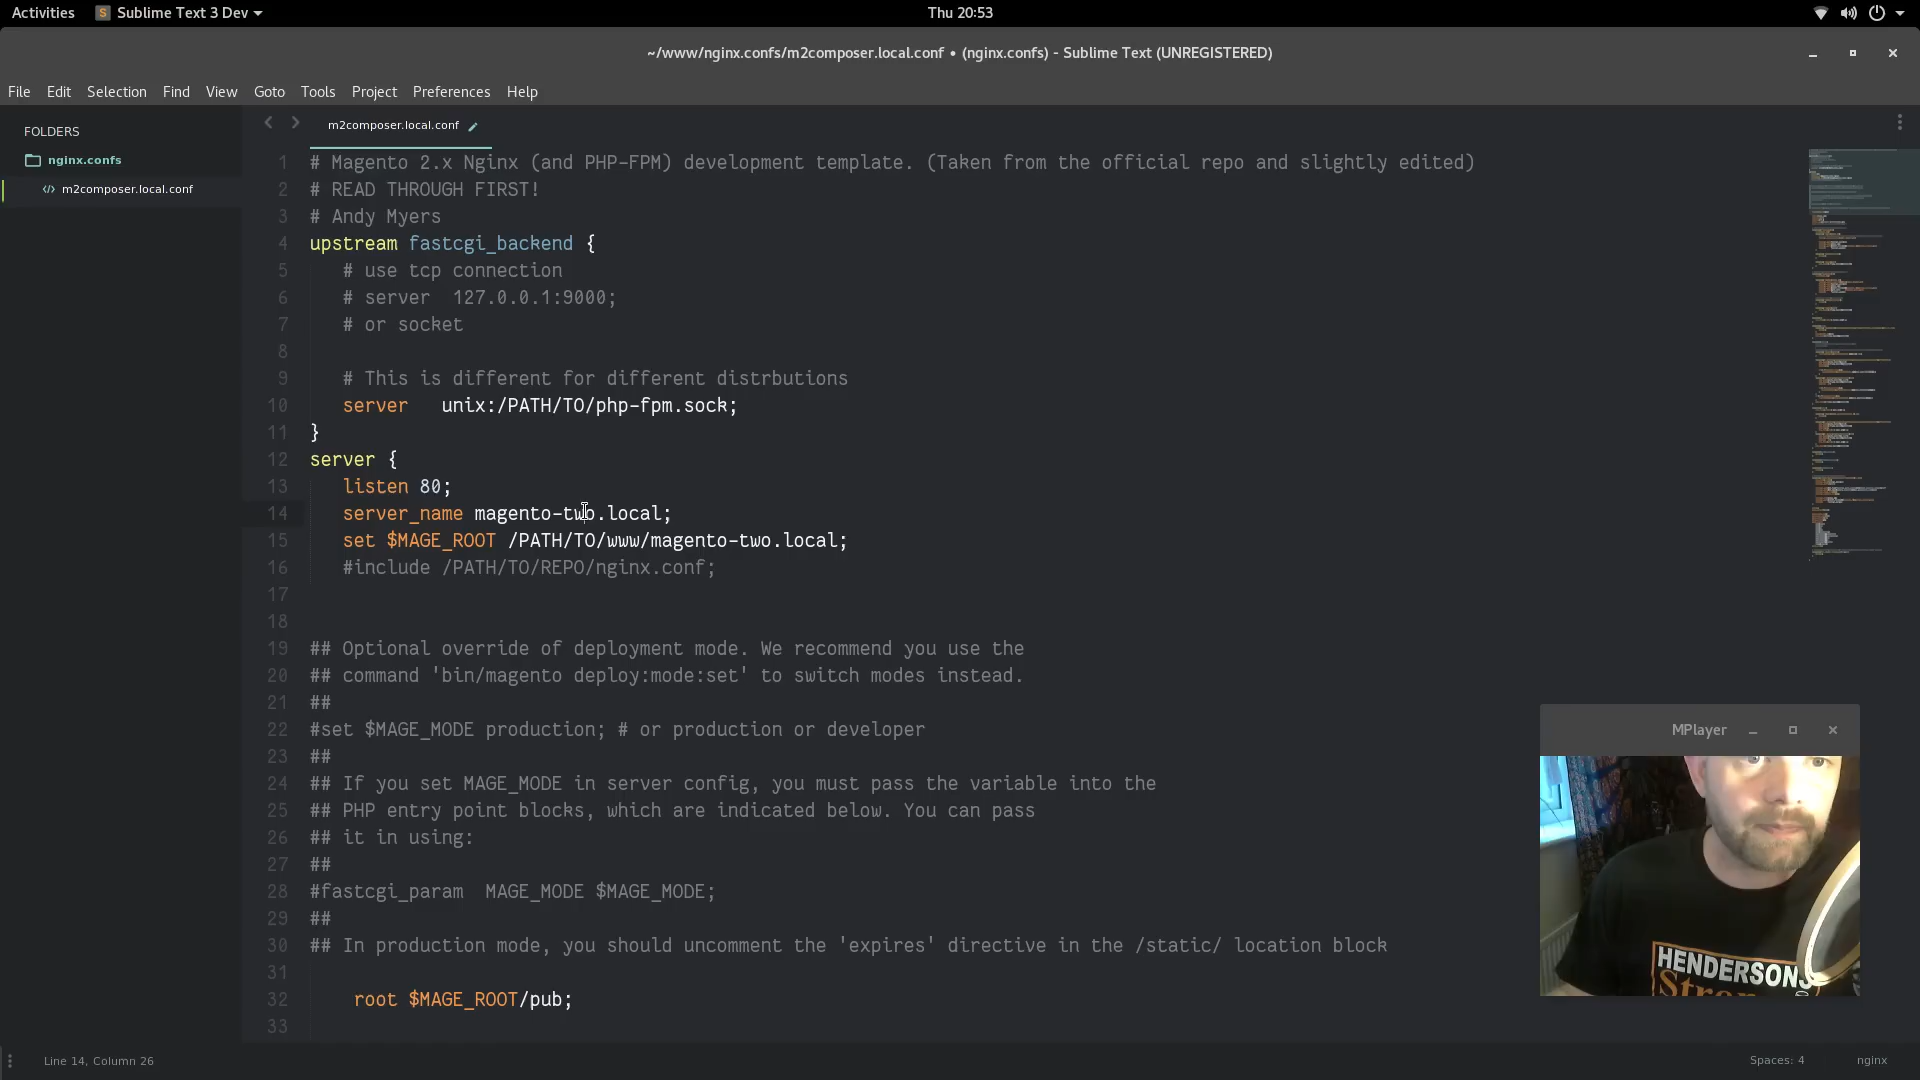 Activities
Sublime Text 3 Dev
Thu 20:53
~/www/nginx.confs/m2composer.local.conf • (nginx.confs) - Sublime Text (UNREGISTERED)
File Edit Selection Find View Goto Tools Project Preferences Help
FOLDERS
nginx.confs
m2composer.local.conf
m2composer.local.conf
1 # Magento 2.x Nginx (and PHP-FPM) development template. (Taken from the official repo and slightly edited)
2 # READ THROUGH FIRST!
3 # Andy Myers
4 upstream fastcgi_backend {
5 # use tcp connection
6 # server 127.0.0.1:9000;
7 # or socket
8
9 # This is different for different distrbutions
10 server unix:/PATH/TO/php-fpm.sock;
11 }
12 server {
13 listen 80;
14 server_name magento-two.local;
15 set $MAGE_ROOT /PATH/TO/www/magento-two.local;
16 #include /PATH/TO/REPO/nginx.conf;
17
18
19 ## Optional override of deployment mode. We recommend you use the
20 ## command 'bin/magento deploy:mode:set' to switch modes instead.
21 ##
22 #set $MAGE_MODE production; # or production or developer
23 ##
24 ## If you set MAGE_MODE in server config, you must pass the variable into the
25 ## PHP entry point blocks, which are indicated below. You can pass
26 ## it in using:
27 ##
28 #fastcgi_param MAGE_MODE $MAGE_MODE;
29 ##
30 ## In production mode, you should uncomment the 'expires' directive in the /static/ location block
31
32 root $MAGE_ROOT/pub;
33
MPlayer
HENDERSONS
Line 14, Column 26
Spaces: 4
nginx